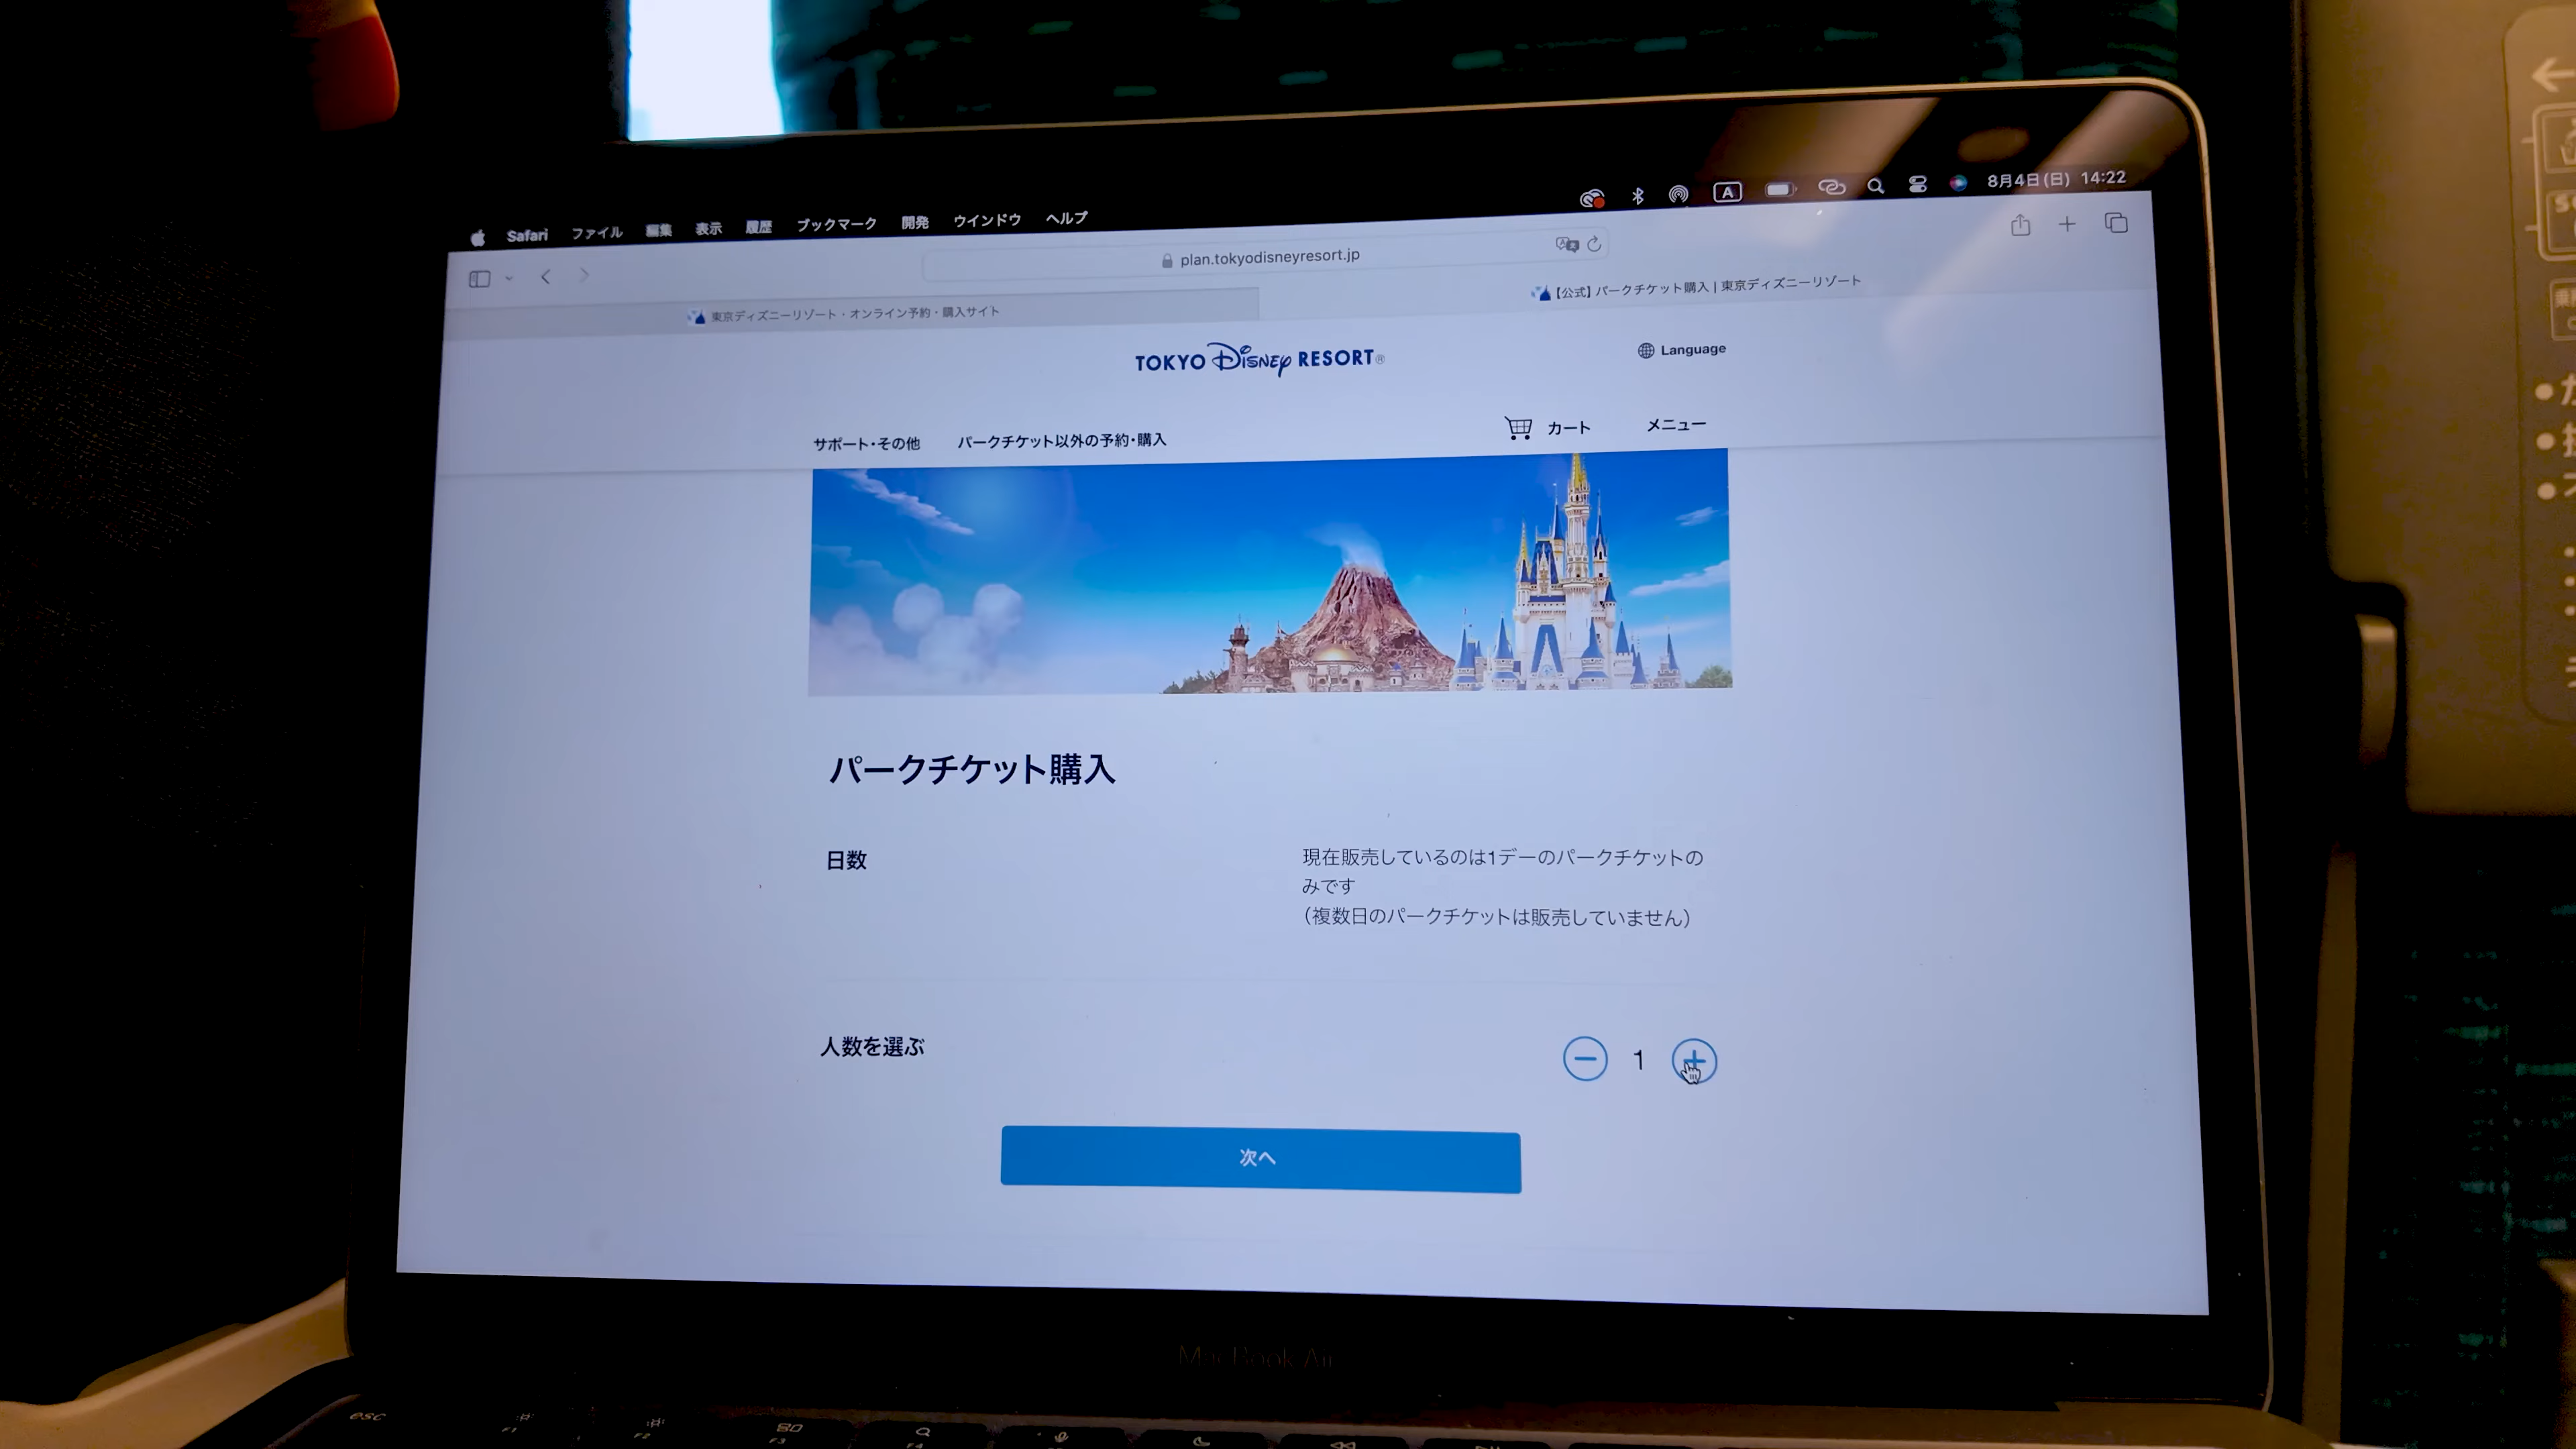 Safari ファイル 編集 表示 履歴 ブックマーク 開発 ウインドウ ヘルプ
A 8月4日(日) 14:22
plan.tokyodisneyresort.jp
東京ディズニーリゾート・オンライン予約・購入サイト
【公式】パークチケット購入 | 東京ディズニーリゾート
TOKYO Disney RESORT®
Language
サポート・その他 パークチケット以外の予約・購入
カート メニュー
パークチケット購入
日数
現在販売しているのは1デーのパークチケットの
みです
（複数日のパークチケットは販売していません）
人数を選ぶ
1
次へ
MacBook Air
esc F1 F2 F3 F4